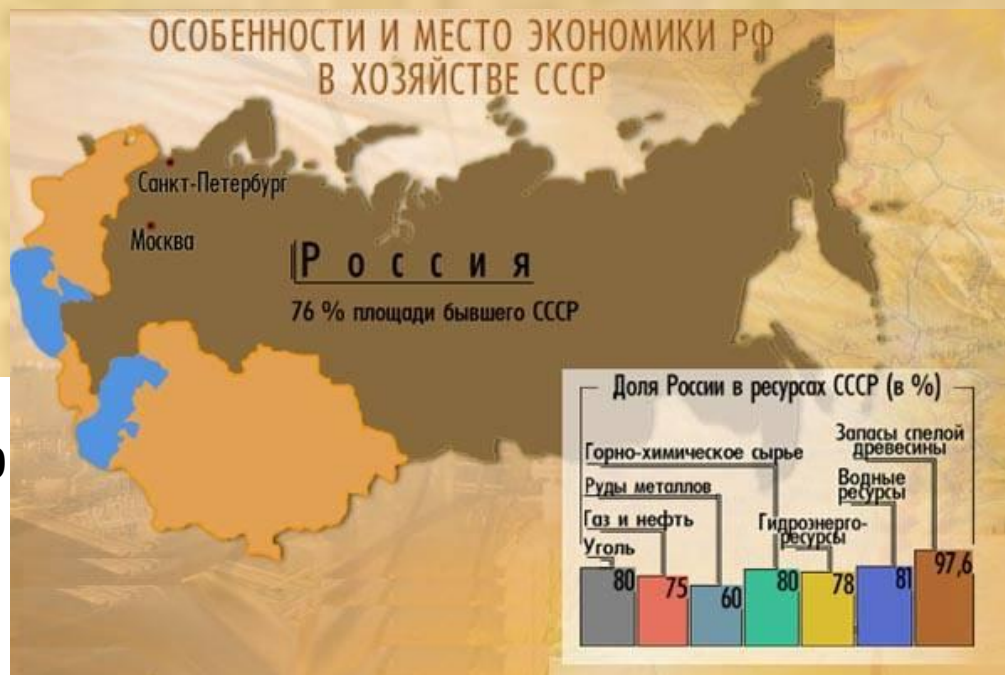 ОСОБЕННОСТИ И МЕСТО ЭКОНОМИКИ РФ
В ХОЗЯЙСТВЕ СССР
Санкт-Петербург
Москва
Россия
76 % площади бывшего СССР
Доля России в ресурсах СССР (в %)
Запасы спелой
древесины
Горно-химическое сырье
Водные
ресурсы
Руды металлов
Газ и нефть
Гидроэнерго-
ресурсы
Уголь
80
75
60
80
78
81
97,6